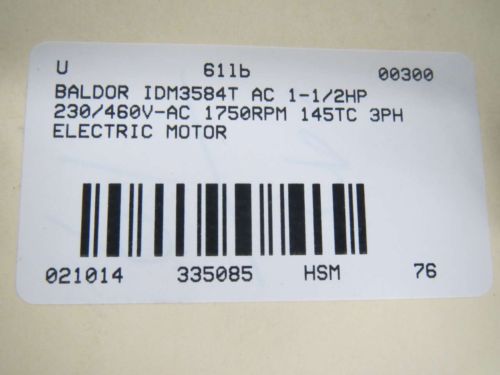 U 61lb 00300
BALDOR IDM3584T AC 1-1/2HP
230/460V-AC 1750RPM 145TC 3PH
ELECTRIC MOTOR
021014 335085 HSM 76